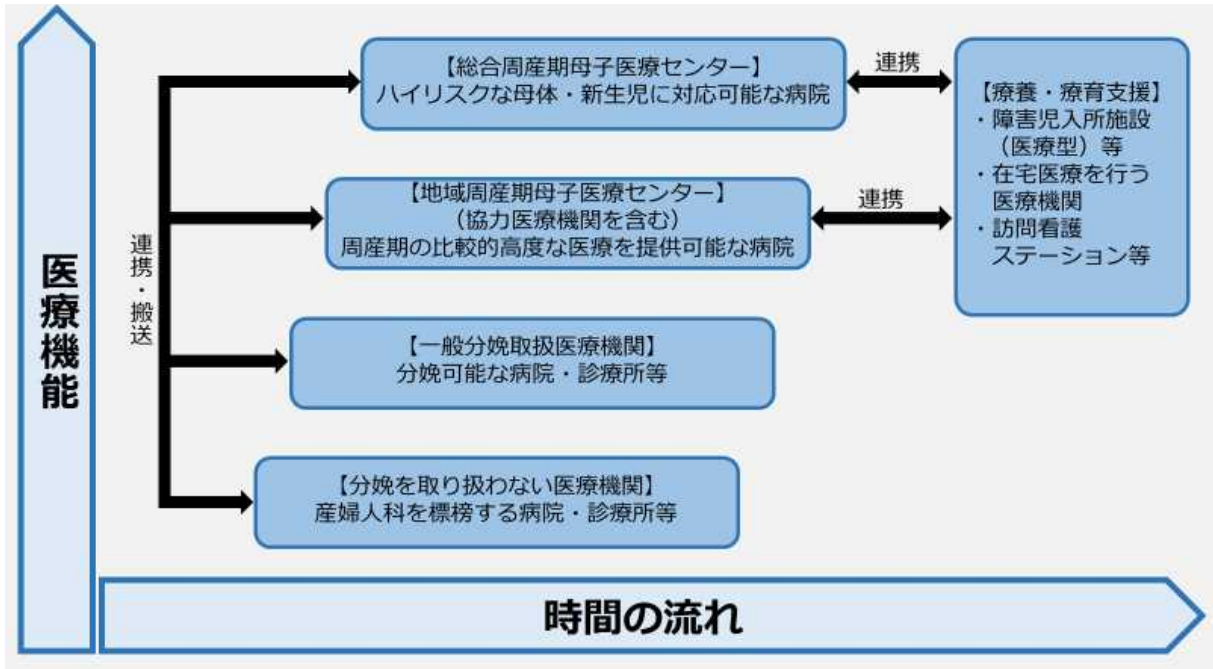 医療機能
連携・搬送
【総合周産期母子医療センター】
ハイリスクな母体・新生児に対応可能な病院
連携
【地域周産期母子医療センター】
（協力医療機関を含む）
周産期の比較的高度な医療を提供可能な病院
連携
【療養・療育支援】
・障害児入所施設
（医療型）等
・在宅医療を行う
医療機関
・訪問看護
ステーション等
【一般分娩取扱医療機関】
分娩可能な病院・診療所等
【分娩を取り扱わない医療機関】
産婦人科を標榜する病院・診療所等
時間の流れ